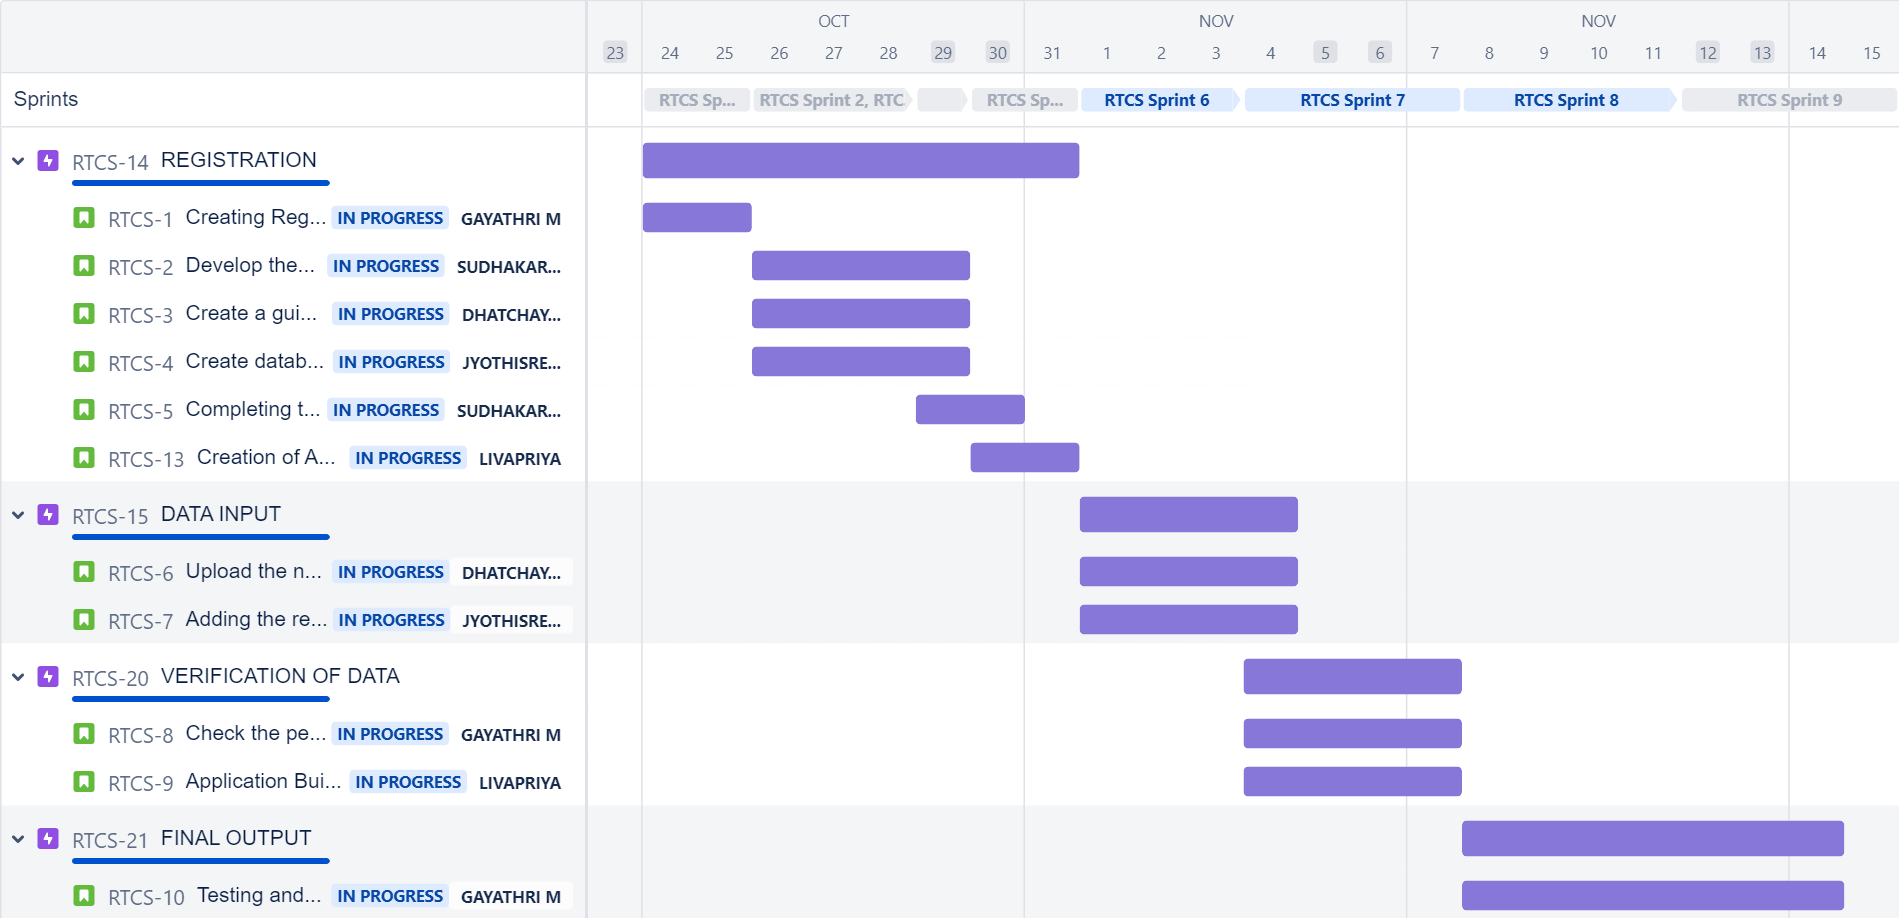 OCT NOV NOV
23 24 25 26 27 28 29 30 31 1 2 3 4 5 6 7 8 9 10 11 12 13 14 15
Sprints RTCS Sp... RTCS Sprint 2, RTC RTCS Sp... RTCS Sprint 6 RTCS Sprint 7 RTCS Sprint 8 RTCS Sprint 9
RTCS-14 REGISTRATION
RTCS-1 Creating Reg... IN PROGRESS GAYATHRI M
RTCS-2 Develop the... IN PROGRESS SUDHAKAR...
RTCS-3 Create a gui... IN PROGRESS DHATCHAY...
RTCS-4 Create datab... IN PROGRESS JYOTHISRE...
RTCS-5 Completing t... IN PROGRESS SUDHAKAR...
RTCS-13 Creation of A... IN PROGRESS LIVAPRIYA
RTCS-15 DATA INPUT
RTCS-6 Upload the n... IN PROGRESS DHATCHAY...
RTCS-7 Adding the re... IN PROGRESS JYOTHISRE...
RTCS-20 VERIFICATION OF DATA
RTCS-8 Check the pe... IN PROGRESS GAYATHRI M
RTCS-9 Application Bui... IN PROGRESS LIVAPRIYA
RTCS-21 FINAL OUTPUT
RTCS-10 Testing and... IN PROGRESS GAYATHRI M